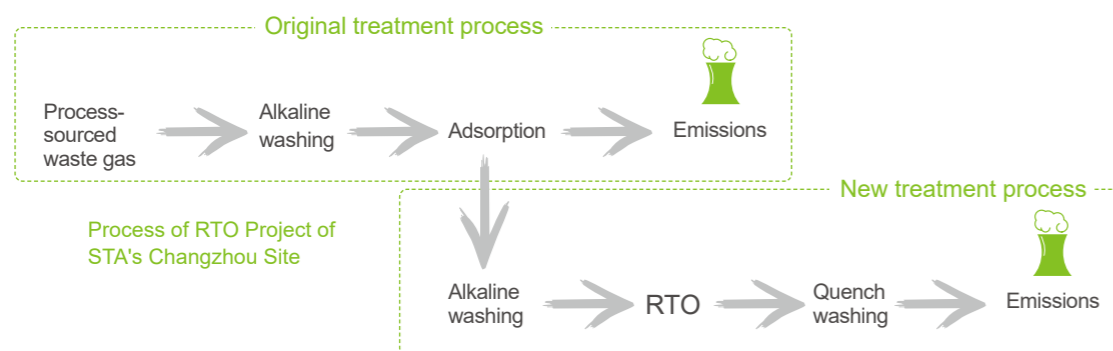 Original treatment process
Process-
sourced
waste gas
Alkaline
washing
Adsorption
Emissions
New treatment process
Process of RTO Project of
STA's Changzhou Site
Alkaline
washing
RTO
Quench
washing
Emissions